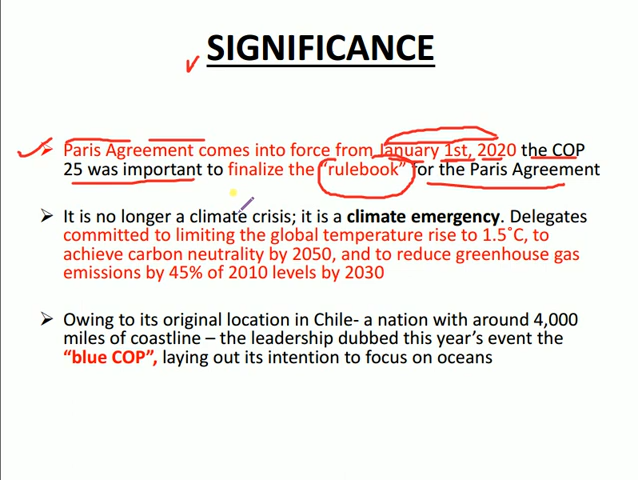 SIGNIFICANCE
Paris Agreement comes into force from January 1st, 2020 the COP
25 was important to finalize the “rulebook” for the Paris Agreement
It is no longer a climate crisis; it is a climate emergency. Delegates
committed to limiting the global temperature rise to 1.5˚C, to
achieve carbon neutrality by 2050, and to reduce greenhouse gas
emissions by 45% of 2010 levels by 2030
Owing to its original location in Chile- a nation with around 4,000
miles of coastline – the leadership dubbed this year’s event the
“blue COP”, laying out its intention to focus on oceans